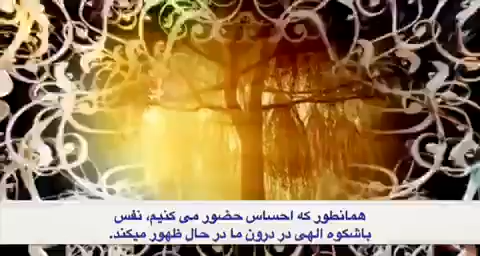 همانطور که احساس حضور می کنیم، نفس
باشکوه الهی در درون ما در حال ظهور میکند.